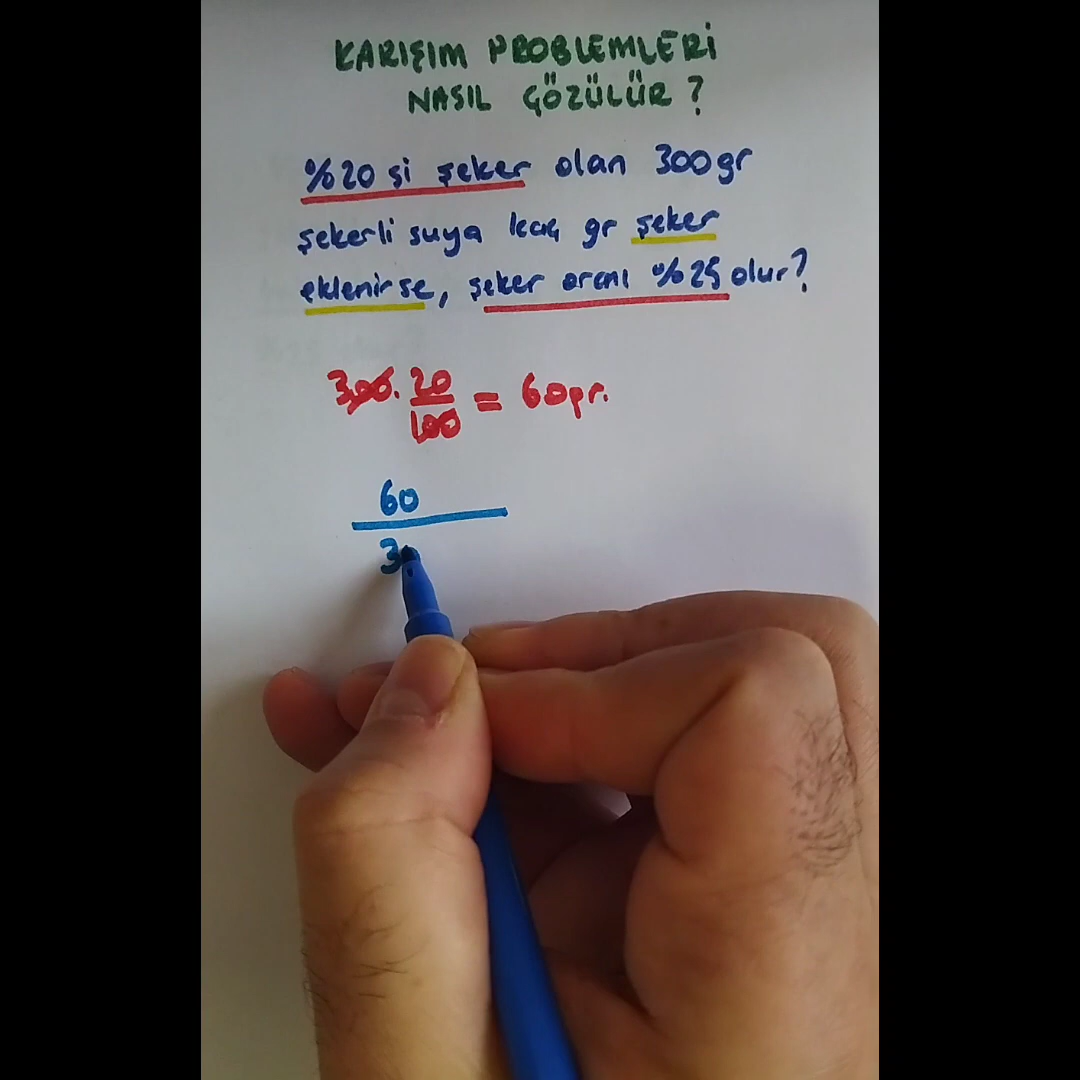 KARIŞIM PROBLEMLERİ
NASIL ÇÖZÜLÜR ?
%20 si şeker olan 300gr
şekerli suya kaç gr şeker
eklenirse, şeker oranı %25 olur?
300. 20/100 = 60gr.
60
30